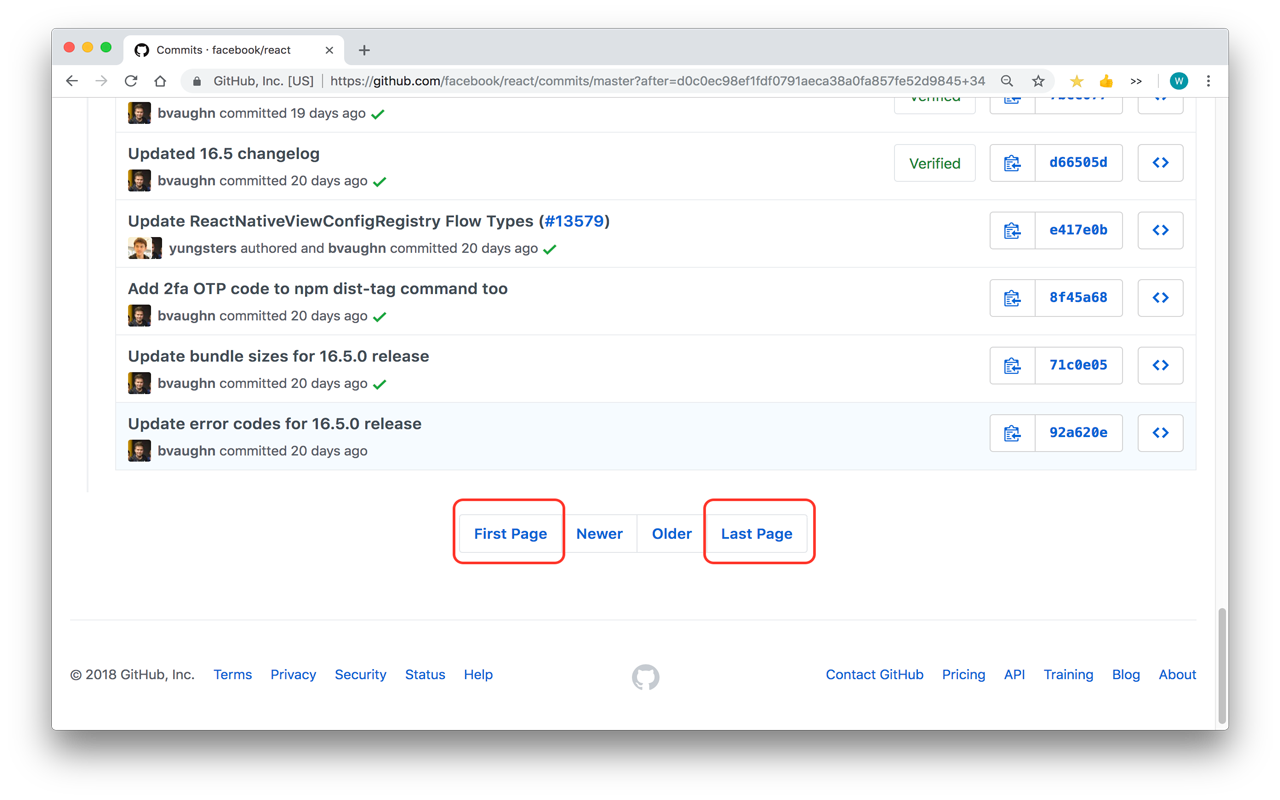 Commits · facebook/react
GitHub, Inc. [US] https://github.com/facebook/react/commits/master?after=d0c0ec98ef1fdf0791aeca38a0fa857fe52d9845+34
W
bvaughn committed 19 days ago
Verified
Updated 16.5 changelog
bvaughn committed 20 days ago
Verified
d66505d
Update ReactNativeViewConfigRegistry Flow Types (#13579)
yungsters authored and bvaughn committed 20 days ago
e417e0b
Add 2fa OTP code to npm dist-tag command too
bvaughn committed 20 days ago
8f45a68
Update bundle sizes for 16.5.0 release
bvaughn committed 20 days ago
71c0e05
Update error codes for 16.5.0 release
bvaughn committed 20 days ago
92a620e
First Page Newer Older Last Page
© 2018 GitHub, Inc. Terms Privacy Security Status Help Contact GitHub Pricing API Training Blog About